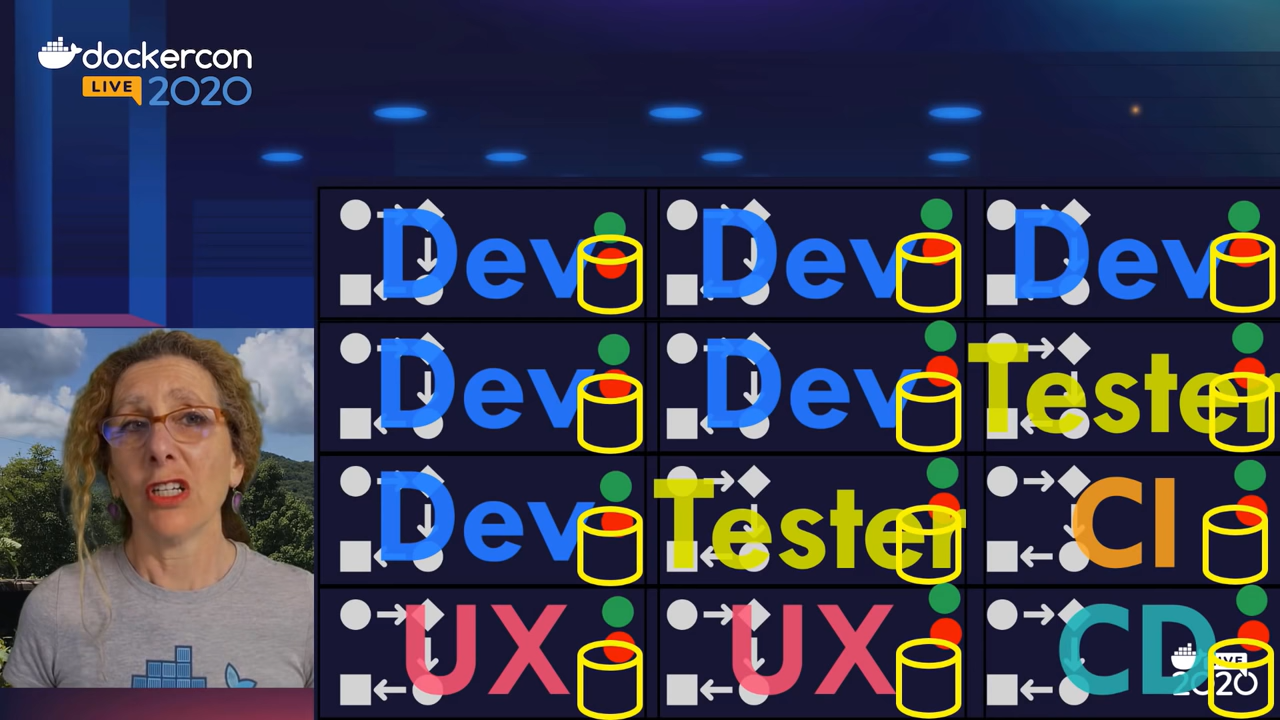 dockercon
LIVE 2020
Dev Dev Dev
Dev Dev Tester
Dev Tester CI
UX UX CD
LIVE
2020